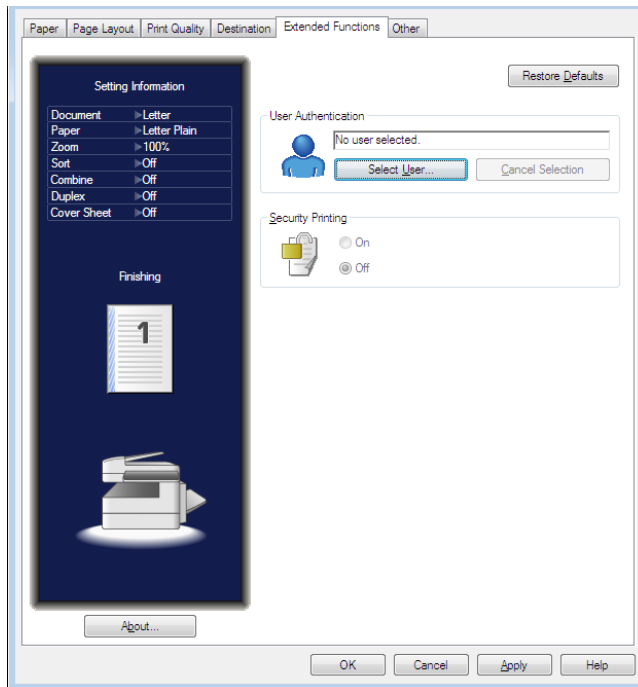 Paper Page Layout Print Quality Destination Extended Functions Other
Setting Information
Document Letter
Paper Letter Plain
Zoom 100%
Sort Off
Combine Off
Duplex Off
Cover Sheet Off
Finishing
1
About...
Restore Defaults
User Authentication
No user selected.
Select User... Cancel Selection
Security Printing
On
Off
OK Cancel Apply Help